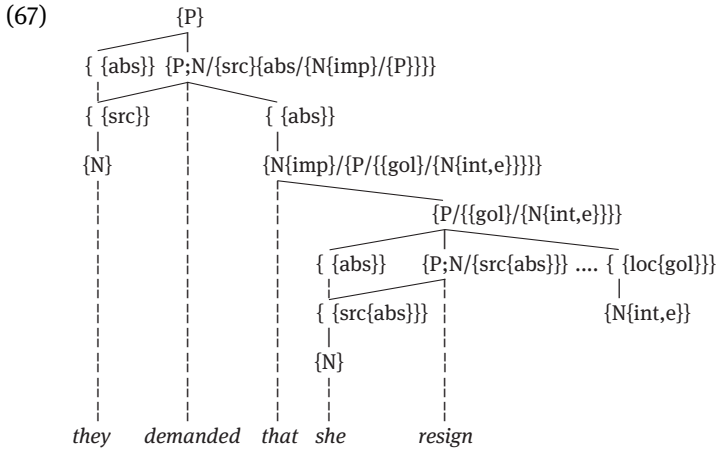 (67) {P}
{ {abs}} {P;N/{src}{abs/{N{imp}/{P}}}}
{ {src}} { {abs}}
{N} {N{imp}/{P/{{gol}/{N{int,e}}}}}
{P/{{gol}/{N{int,e}}}}
{ {abs}} {P;N/{src{abs}}} .... { {loc{gol}}}
{ {src{abs}}} {N{int,e}}
{N}
they demanded that she resign